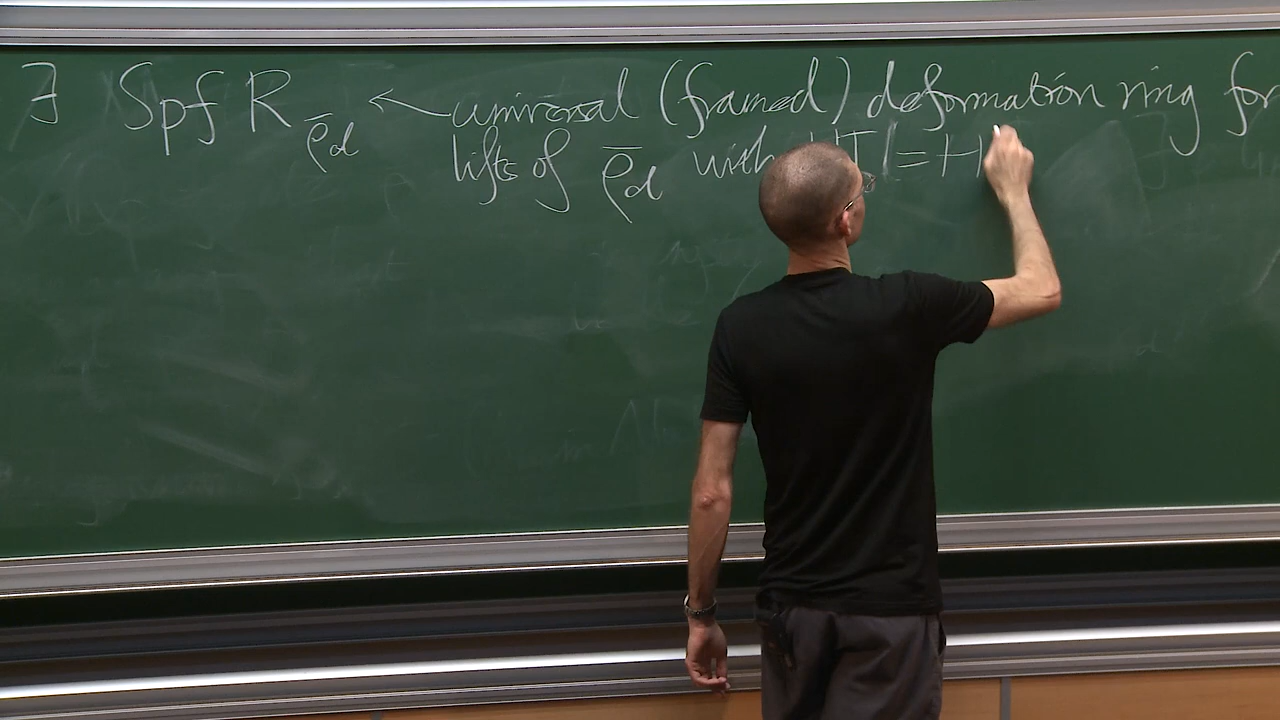 ∃ Spf R_ρ̄_d ← universal (framed) deformation ring for
lifts of ρ̄_d with HT = H